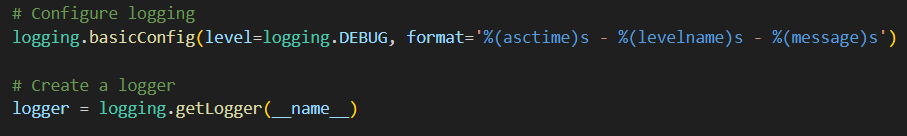 # Configure logging
logging.basicConfig(level=logging.DEBUG, format='%(asctime)s - %(levelname)s - %(message)s')
# Create a logger
logger = logging.getLogger(__name__)